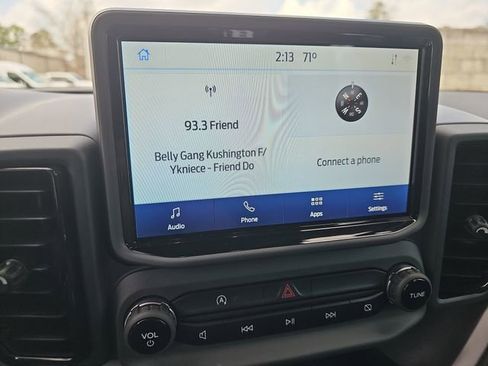 2:13 71°
93.3 Friend
Belly Gang Kushington F/
Ykniece - Friend Do
Connect a phone
Audio
Phone
Apps
Settings
VOL
TUNE